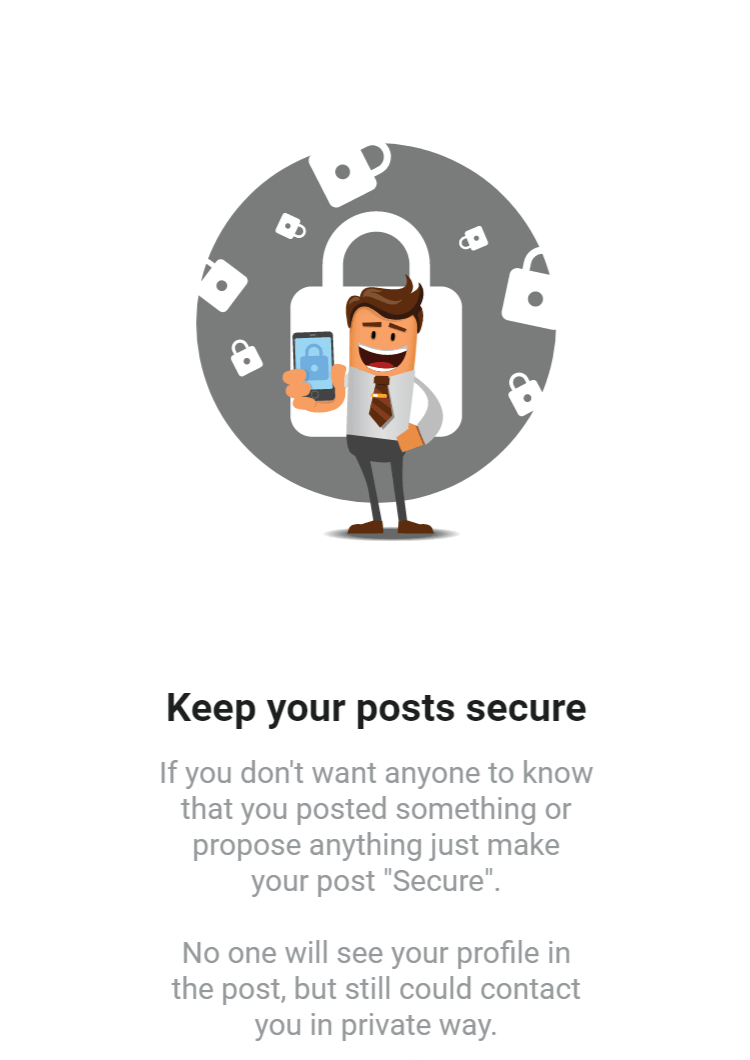 Keep your posts secure
If you don't want anyone to know
that you posted something or
propose anything just make
your post "Secure".
No one will see your profile in
the post, but still could contact
you in private way.